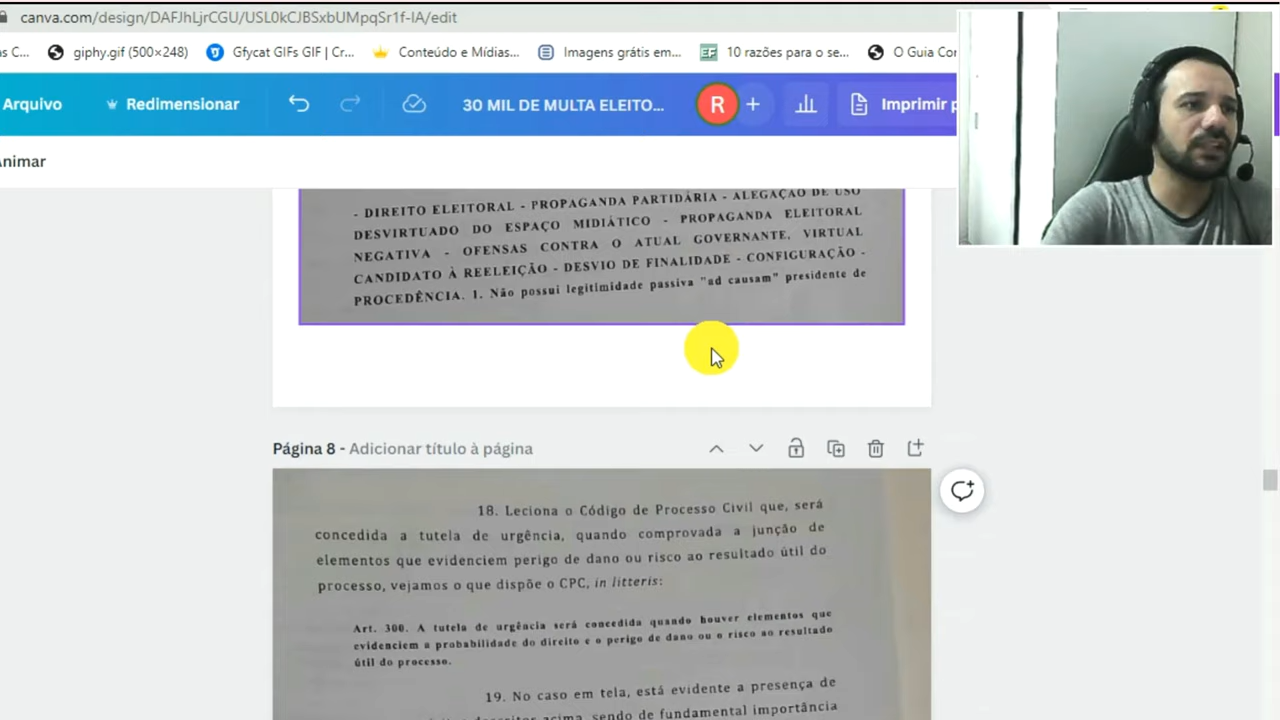 canva.com/design/DAFJhLjrCGU/USL0kCJBSxbUMpqSr1f-IA/edit
giphy.gif (500×248)
Gfycat GIFs GIF | Cr...
Conteúdo e Mídias...
Imagens grátis em...
10 razões para o se...
O Guia Co
Arquivo
Redimensionar
30 MIL DE MULTA ELEITO...
R
Imprimir p
Animar
- DIREITO ELEITORAL - PROPAGANDA PARTIDÁRIA - ALEGAÇÃO DE USO
DESVIRTUADO DO ESPAÇO MIDIÁTICO - PROPAGANDA ELEITORAL
NEGATIVA - OFENSAS CONTRA O ATUAL GOVERNANTE, VIRTUAL
CANDIDATO À REELEIÇÃO - DESVIO DE FINALIDADE - CONFIGURAÇÃO -
PROCEDÊNCIA. 1. Não possui legitimidade passiva "ad causam" presidente de
Página 8 - Adicionar título à página
18. Leciona o Código de Processo Civil que, será
concedida a tutela de urgência, quando comprovada a junção de
elementos que evidenciem perigo de dano ou risco ao resultado útil do
processo, vejamos o que dispõe o CPC, in litteris:
Art. 300. A tutela de urgência será concedida quando houver elementos que
evidenciem a probabilidade do direito e o perigo de dano ou o risco ao resultado
útil do processo.
19. No caso em tela, está evidente a presença de
acima, sendo de fundamental importância